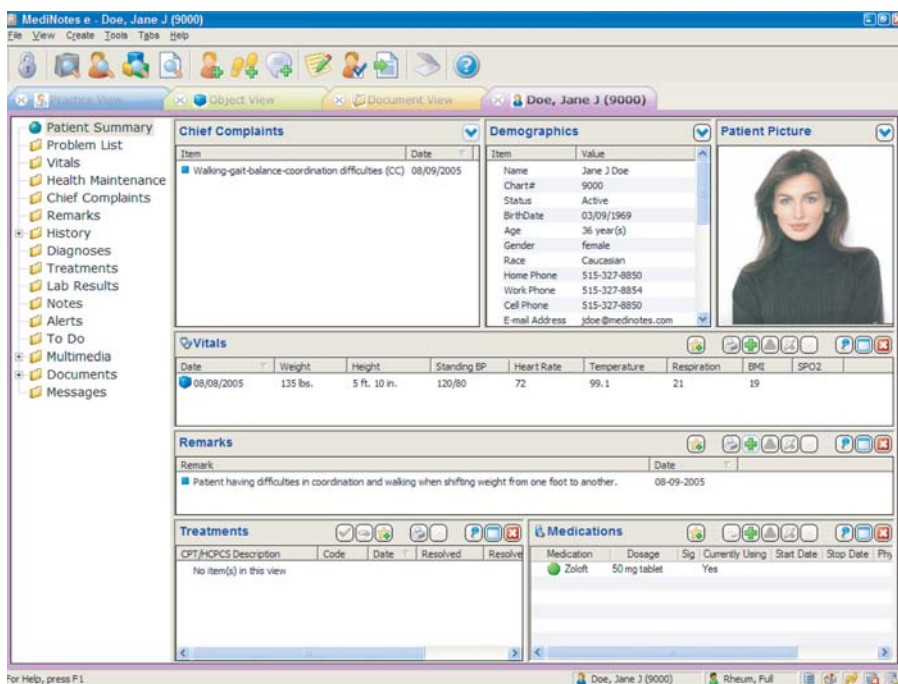 MediNotes e - Doe, Jane J (9000)
File View Create Tools Tabs Help
Practice View Object View Document View Doe, Jane J (9000)
Patient Summary
Problem List
Vitals
Health Maintenance
Chief Complaints
Remarks
History
Diagnoses
Treatments
Lab Results
Notes
Alerts
To Do
Multimedia
Documents
Messages
Chief Complaints
Item Date
Walking-gait-balance-coordination difficulties (CC) 08/09/2005
Demographics
Item Value
Name Jane J Doe
Chart# 9000
Status Active
BirthDate 03/09/1969
Age 36 year(s)
Gender female
Race Caucasian
Home Phone 515-327-8850
Work Phone 515-327-8854
Cell Phone 515-327-8850
E-mail Address jdoe@medinotes.com
Patient Picture
Vitals
Date Weight Height Standing BP Heart Rate Temperature Respiration BMI SPO2
08/08/2005 135 lbs. 5 ft. 10 in. 120/80 72 99.1 21 19
Remarks
Remark Date
Patient having difficulties in coordination and walking when shifting weight from one foot to another. 08-09-2005
Treatments
CPT/HCPCS Description Code Date Resolved Resolve
No item(s) in this view
Medications
Medication Dosage Sig Currently Using Start Date Stop Date Phy
Zoloft 50 mg tablet Yes
For Help, press F1 Doe, Jane J (9000) Rheum, Full